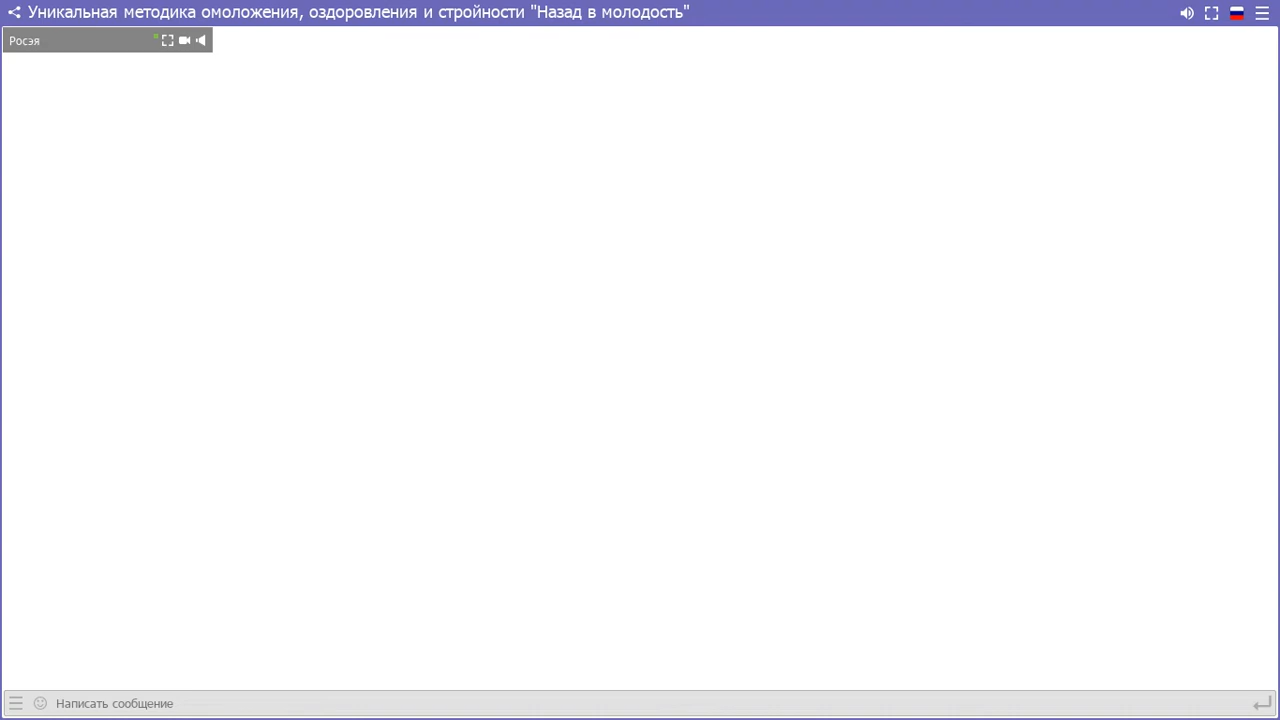 Уникальная методика омоложения, оздоровления и стройности "Назад в молодость"
Росэя
Написать сообщение